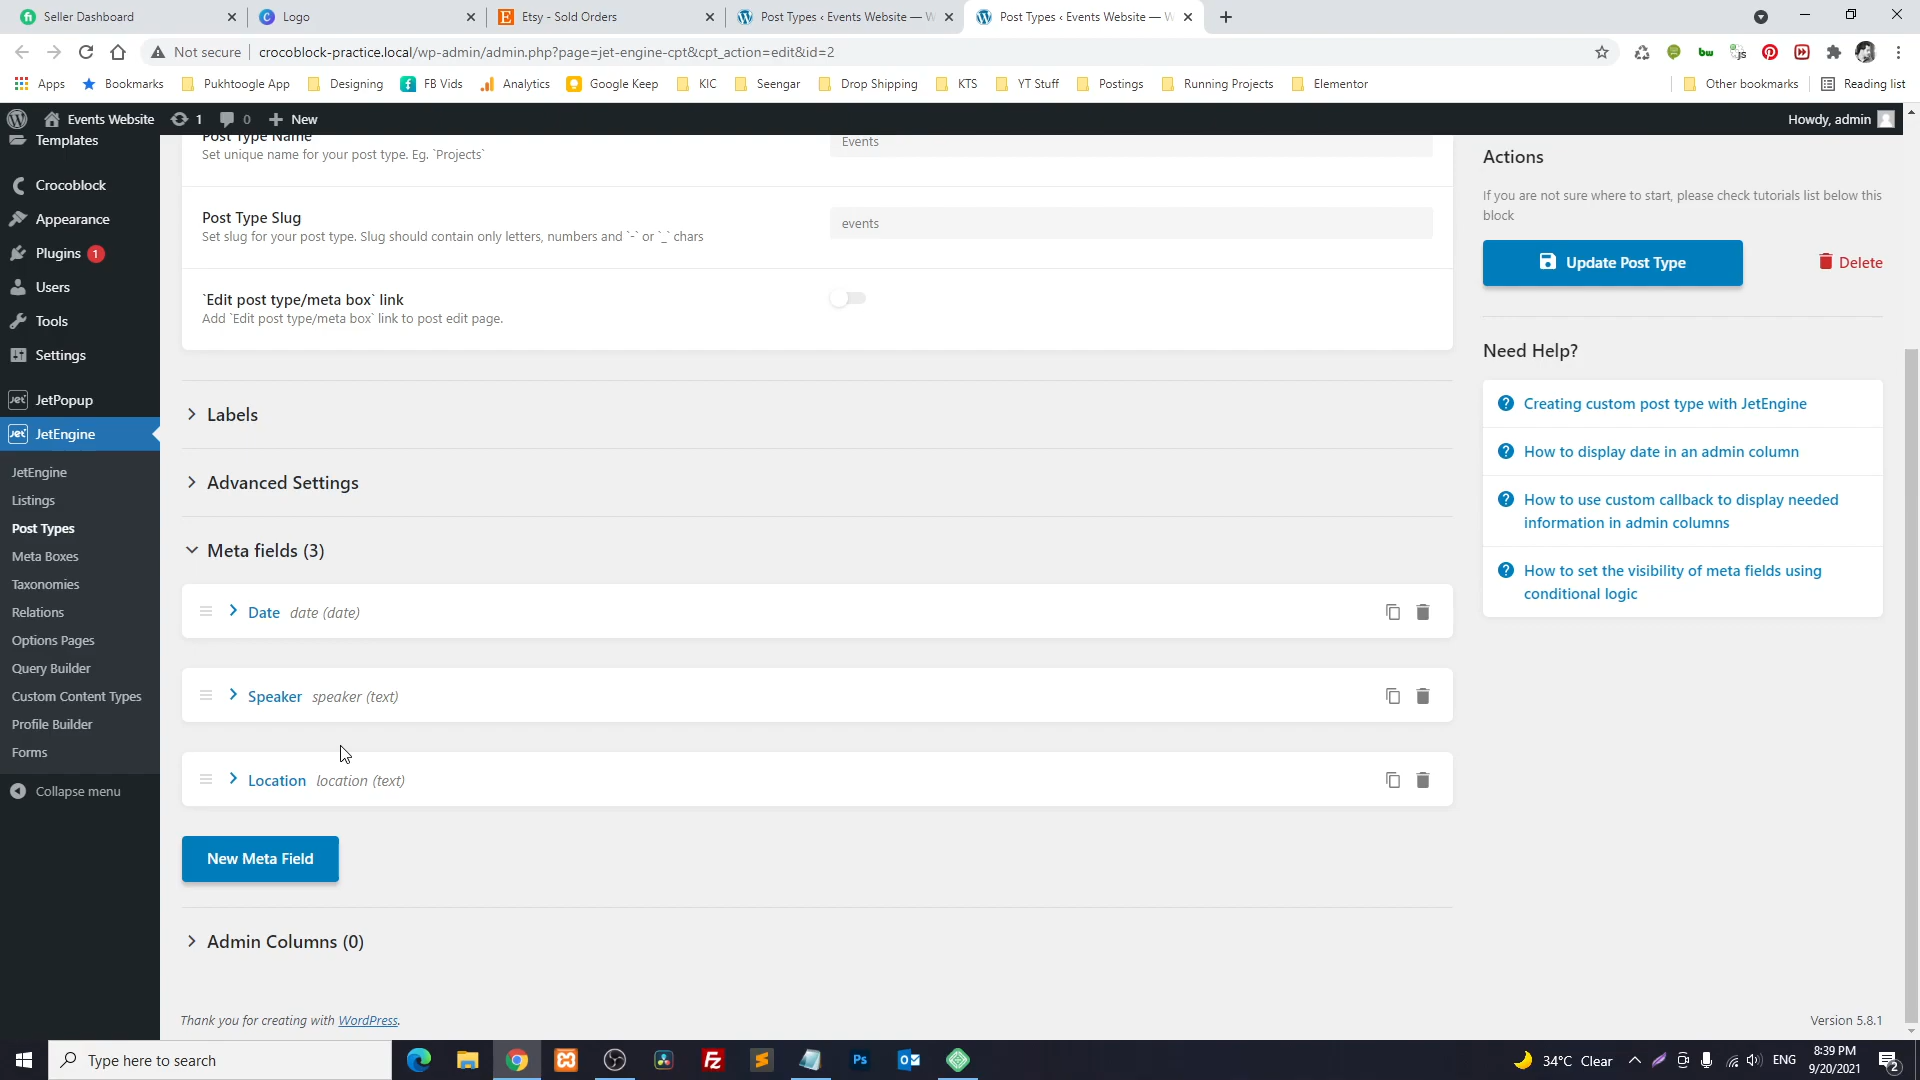 Seller Dashboard
Logo
Etsy - Sold Orders
Post Types ‹ Events Website — W
Post Types ‹ Events Website — W
Not secure
crocoblock-practice.local/wp-admin/admin.php?page=jet-engine-cpt&cpt_action=edit&id=2
Apps
Bookmarks
Pukhtoogle App
Designing
FB Vids
Analytics
Google Keep
KIC
Seengar
Drop Shipping
KTS
YT Stuff
Postings
Running Projects
Elementor
Other bookmarks
Reading list
Events Website
1
0
New
Howdy, admin
Templates
Crocoblock
Appearance
Plugins 1
Users
Tools
Settings
JetPopup
JetEngine
JetEngine
Listings
Post Types
Meta Boxes
Taxonomies
Relations
Options Pages
Query Builder
Custom Content Types
Profile Builder
Forms
Collapse menu
Post Type Name
Set unique name for your post type. Eg. `Projects`
Events
Post Type Slug
Set slug for your post type. Slug should contain only letters, numbers and `-` or `_` chars
events
`Edit post type/meta box` link
Add `Edit post type/meta box` link to post edit page.
Labels
Advanced Settings
Meta fields (3)
Date date (date)
Speaker speaker (text)
Location location (text)
New Meta Field
Admin Columns (0)
Thank you for creating with WordPress.
Version 5.8.1
Actions
If you are not sure where to start, please check tutorials list below this
block
Update Post Type
Delete
Need Help?
Creating custom post type with JetEngine
How to display date in an admin column
How to use custom callback to display needed
information in admin columns
How to set the visibility of meta fields using
conditional logic
Type here to search
34°C Clear
ENG
8:39 PM
9/20/2021
2